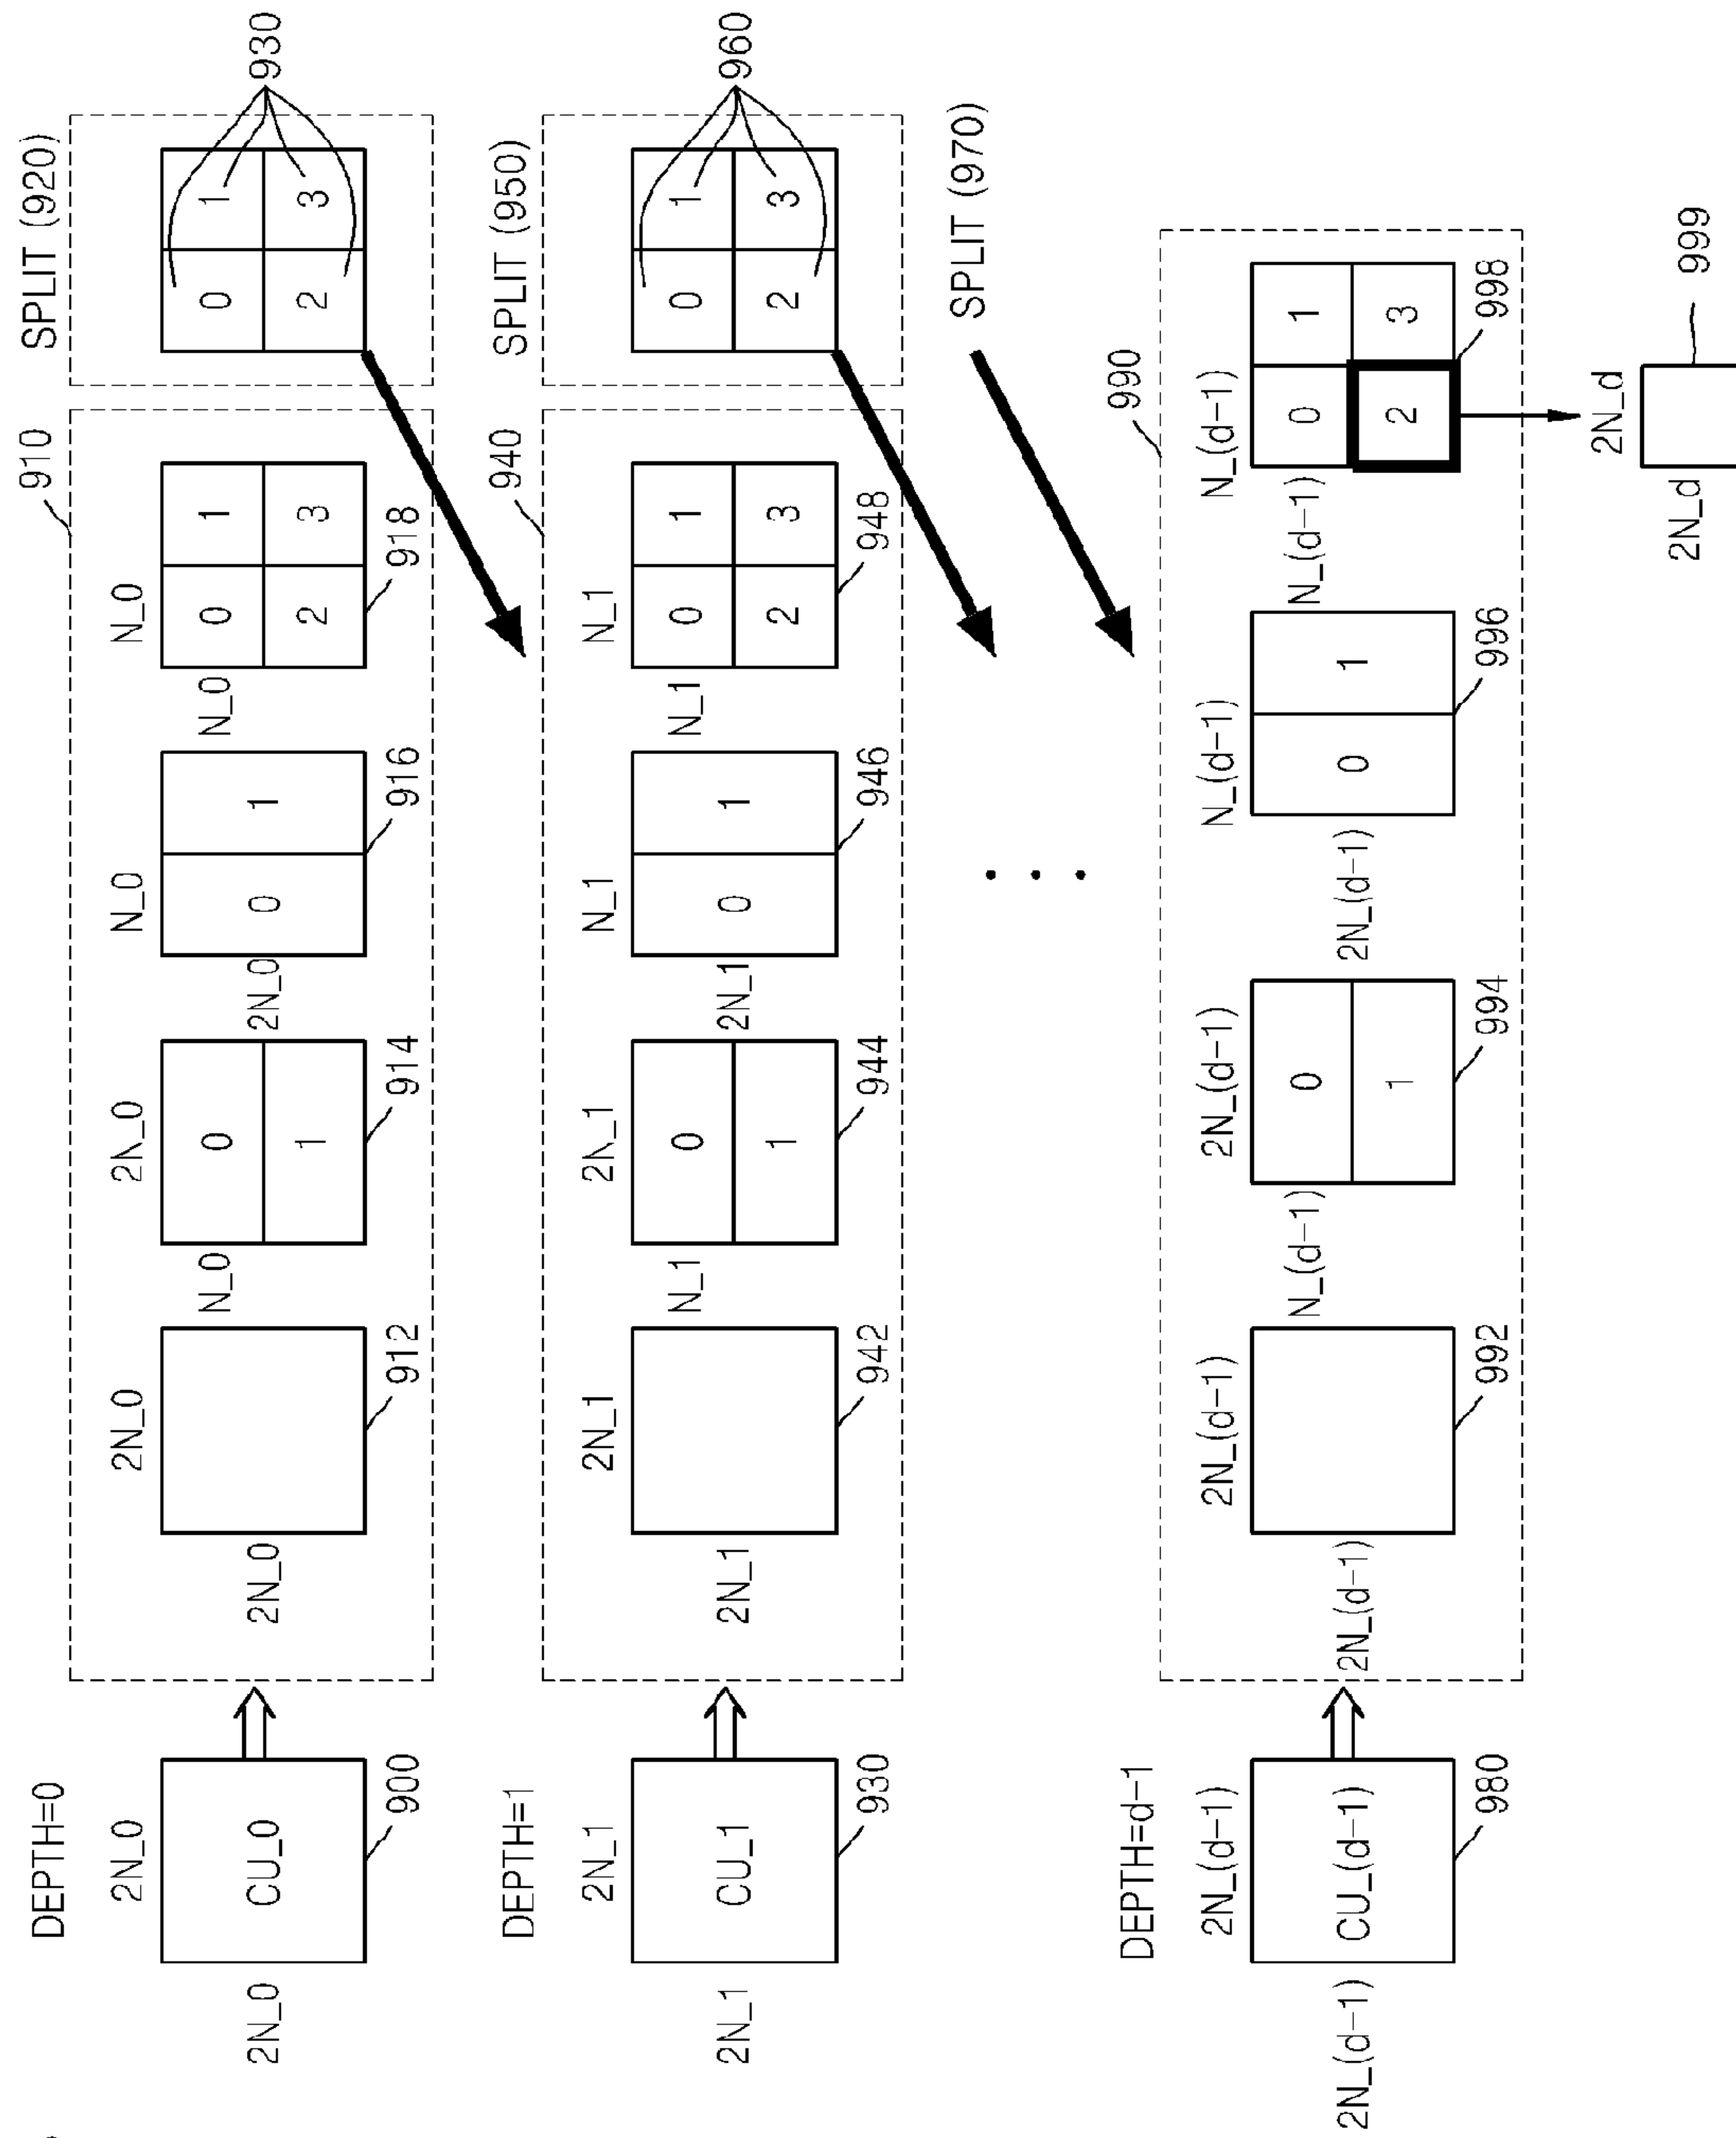 DEPTH=0
2N_0
2N_0
CU_0
900
910
2N_0
2N_0
912
2N_0
N_0
0
1
914
N_0
2N_0
0
1
916
N_0
N_0
0
1
2
3
918
SPLIT (920)
0
1
2
3
930
DEPTH=1
2N_1
2N_1
CU_1
930
940
2N_1
2N_1
942
2N_1
N_1
0
1
944
N_1
2N_1
0
1
946
N_1
N_1
0
1
2
3
948
SPLIT (950)
0
1
2
3
960
SPLIT (970)
DEPTH=d-1
2N_(d-1)
2N_(d-1)
CU_(d-1)
980
990
2N_(d-1)
2N_(d-1)
992
2N_(d-1)
N_(d-1)
0
1
994
N_(d-1)
2N_(d-1)
0
1
996
N_(d-1)
N_(d-1)
0
1
2
3
998
2N_d
2N_d
999